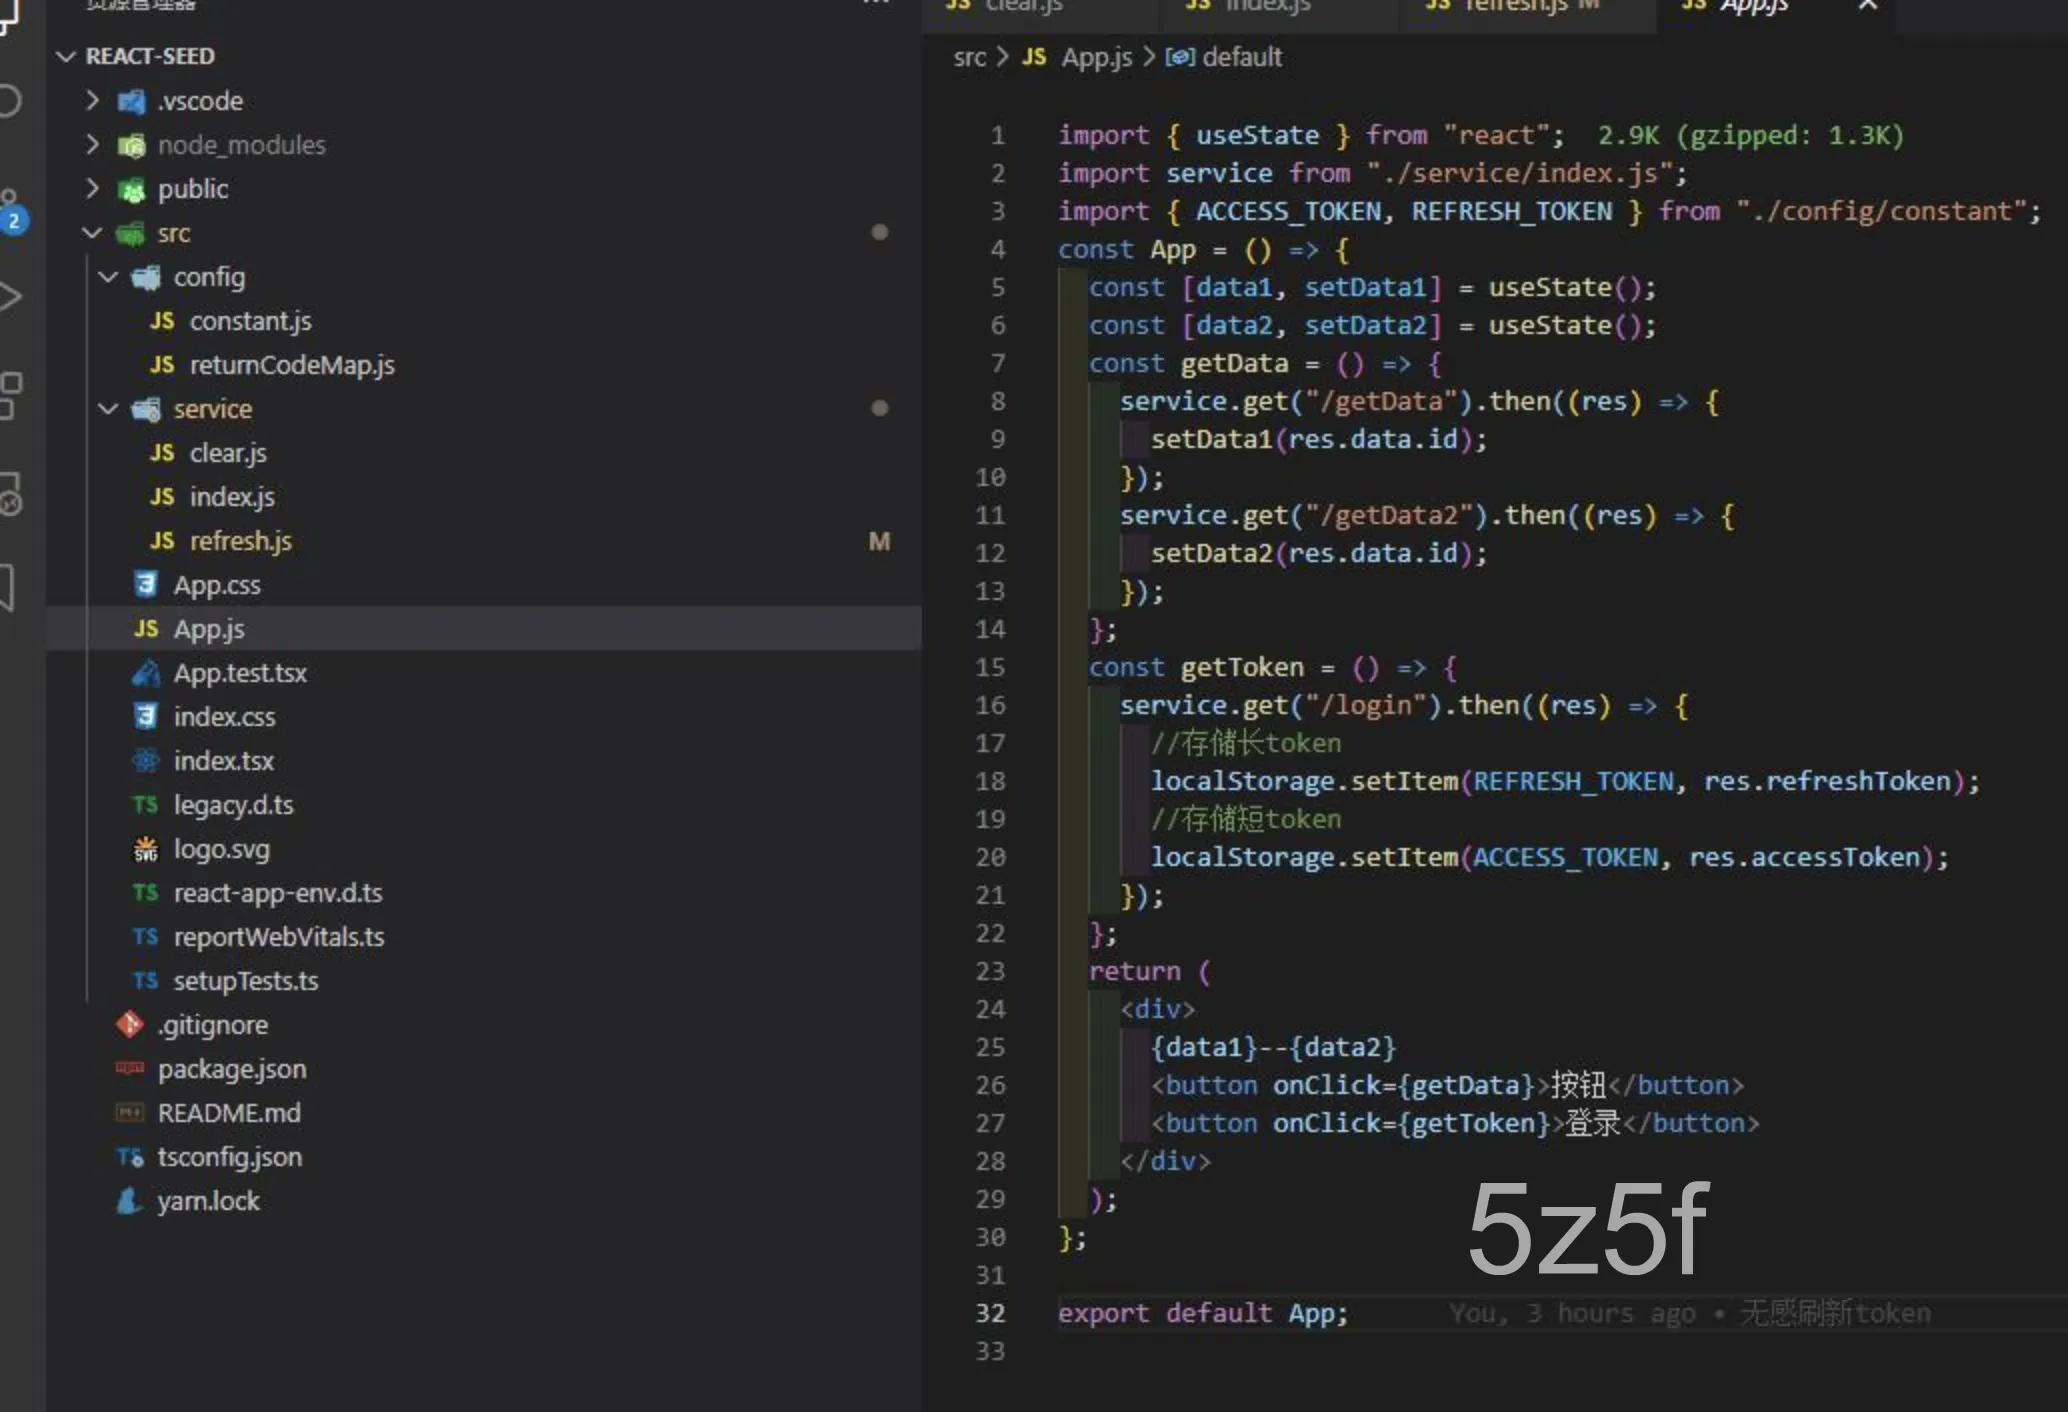 资源管理器 ...
REACT-SEED
.vscode
node_modules
public
src
config
JS constant.js
JS returnCodeMap.js
service
JS clear.js
JS index.js
JS refresh.js M
App.css
JS App.js
App.test.tsx
index.css
index.tsx
TS legacy.d.ts
SVG logo.svg
TS react-app-env.d.ts
TS reportWebVitals.ts
TS setupTests.ts
.gitignore
package.json
README.md
TS tsconfig.json
yarn.lock
2
JS clear.js JS index.js JS refresh.js M JS App.js ×
src > JS App.js > default
1 import { useState } from "react"; 2.9K (gzipped: 1.3K)
2 import service from "./service/index.js";
3 import { ACCESS_TOKEN, REFRESH_TOKEN } from "./config/constant";
4 const App = () => {
5 const [data1, setData1] = useState();
6 const [data2, setData2] = useState();
7 const getData = () => {
8 service.get("/getData").then((res) => {
9 setData1(res.data.id);
10 });
11 service.get("/getData2").then((res) => {
12 setData2(res.data.id);
13 });
14 };
15 const getToken = () => {
16 service.get("/login").then((res) => {
17 //存储长token
18 localStorage.setItem(REFRESH_TOKEN, res.refreshToken);
19 //存储短token
20 localStorage.setItem(ACCESS_TOKEN, res.accessToken);
21 });
22 };
23 return (
24 <div>
25 {data1}--{data2}
26 <button onClick={getData}>按钮</button>
27 <button onClick={getToken}>登录</button>
28 </div>
29 );
30 };
31
32 export default App; You, 3 hours ago • 无感刷新token
33
5z5f